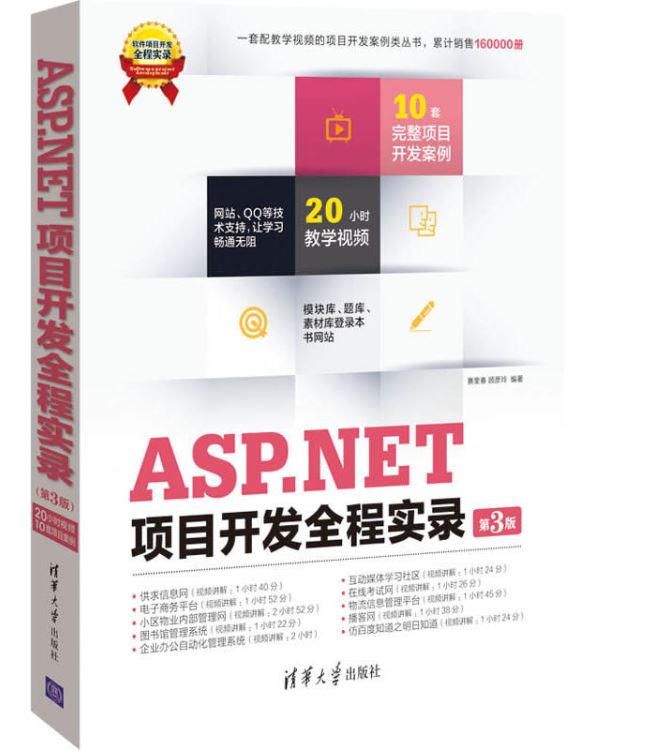 软件项目开发
全程实录
Software project
development
一套配教学视频的项目开发案例类丛书，累计销售160000册
10套
完整项目
开发案例
网站、QQ等技
术支持，让学习
畅通无阻
20小时
教学视频
模块库、题库、
素材库登录本
书网站
赛奎春 顾彦玲 编著
ASP.NET
项目开发全程实录 第3版
• 供求信息网（视频讲解：1小时40分）
• 电子商务平台（视频讲解：1小时52分）
• 小区物业内部管理网（视频讲解：2小时52分）
• 图书馆管理系统（视频讲解：1小时22分）
• 企业办公自动化管理系统（视频讲解：2小时）
• 互动媒体学习社区（视频讲解：1小时24分）
• 在线考试网（视频讲解：1小时26分）
• 物流信息管理平台（视频讲解：1小时45分）
• 播客网（视频讲解：1小时38分）
• 仿百度知道之明日知道（视频讲解：1小时24分）
清华大学出版社
ASP.NET 项目开发全程实录
（第3版）
20小时视频
10套项目案例
清华大学出版社